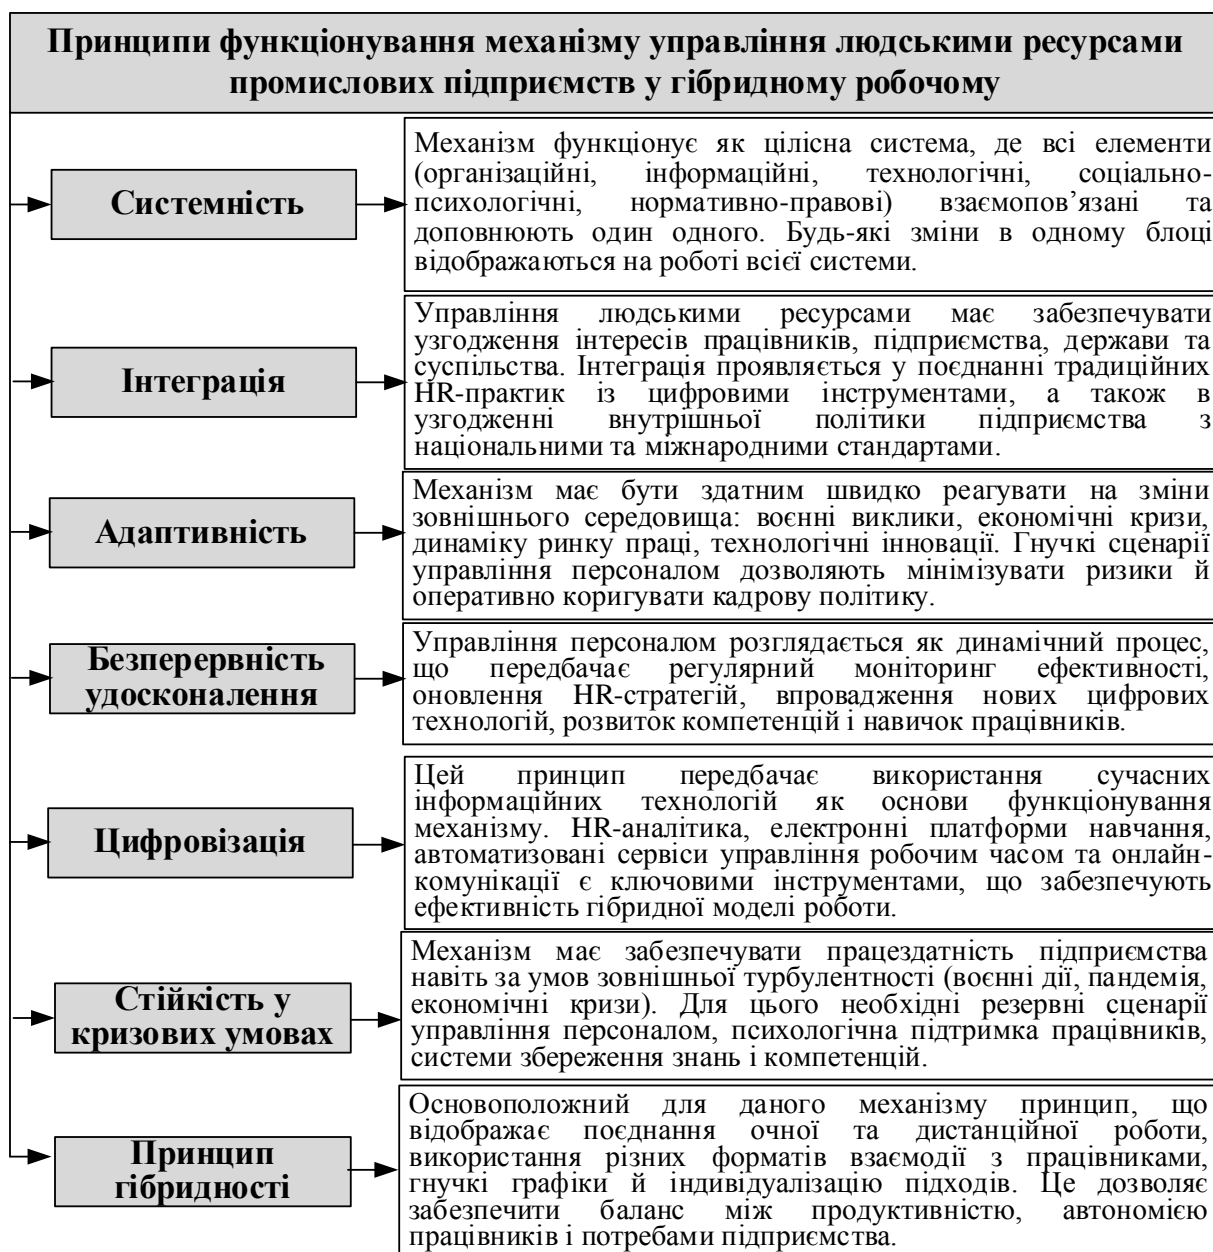 Принципи функціонування механізму управління людськими ресурсами
промислових підприємств у гібридному робочому
Системність
Механізм функціонує як цілісна система, де всі елементи
(організаційні, інформаційні, технологічні, соціально-
психологічні, нормативно-правові) взаємопов’язані та
доповнюють один одного. Будь-які зміни в одному блоці
відображаються на роботі всієї системи.
Інтеграція
Управління людськими ресурсами має забезпечувати
узгодження інтересів працівників, підприємства, держави та
суспільства. Інтеграція проявляється у поєднанні традиційних
HR-практик із цифровими інструментами, а також в
узгодженні внутрішньої політики підприємства з
національними та міжнародними стандартами.
Адаптивність
Механізм має бути здатним швидко реагувати на зміни
зовнішнього середовища: воєнні виклики, економічні кризи,
динаміку ринку праці, технологічні інновації. Гнучкі сценарії
управління персоналом дозволяють мінімізувати ризики й
оперативно коригувати кадрову політику.
Безперервність
удосконалення
Управління персоналом розглядається як динамічний процес,
що передбачає регулярний моніторинг ефективності,
оновлення HR-стратегій, впровадження нових цифрових
технологій, розвиток компетенцій і навичок працівників.
Цифровізація
Цей принцип передбачає використання сучасних
інформаційних технологій як основи функціонування
механізму. HR-аналітика, електронні платформи навчання,
автоматизовані сервіси управління робочим часом та онлайн-
комунікації є ключовими інструментами, що забезпечують
ефективність гібридної моделі роботи.
Стійкість у
кризових умовах
Механізм має забезпечувати працездатність підприємства
навіть за умов зовнішньої турбулентності (воєнні дії, пандемія,
економічні кризи). Для цього необхідні резервні сценарії
управління персоналом, психологічна підтримка працівників,
системи збереження знань і компетенцій.
Принцип
гібридності
Основоположний для даного механізму принцип, що
відображає поєднання очної та дистанційної роботи,
використання різних форматів взаємодії з працівниками,
гнучкі графіки й індивідуалізацію підходів. Це дозволяє
забезпечити баланс між продуктивністю, автономією
працівників і потребами підприємства.